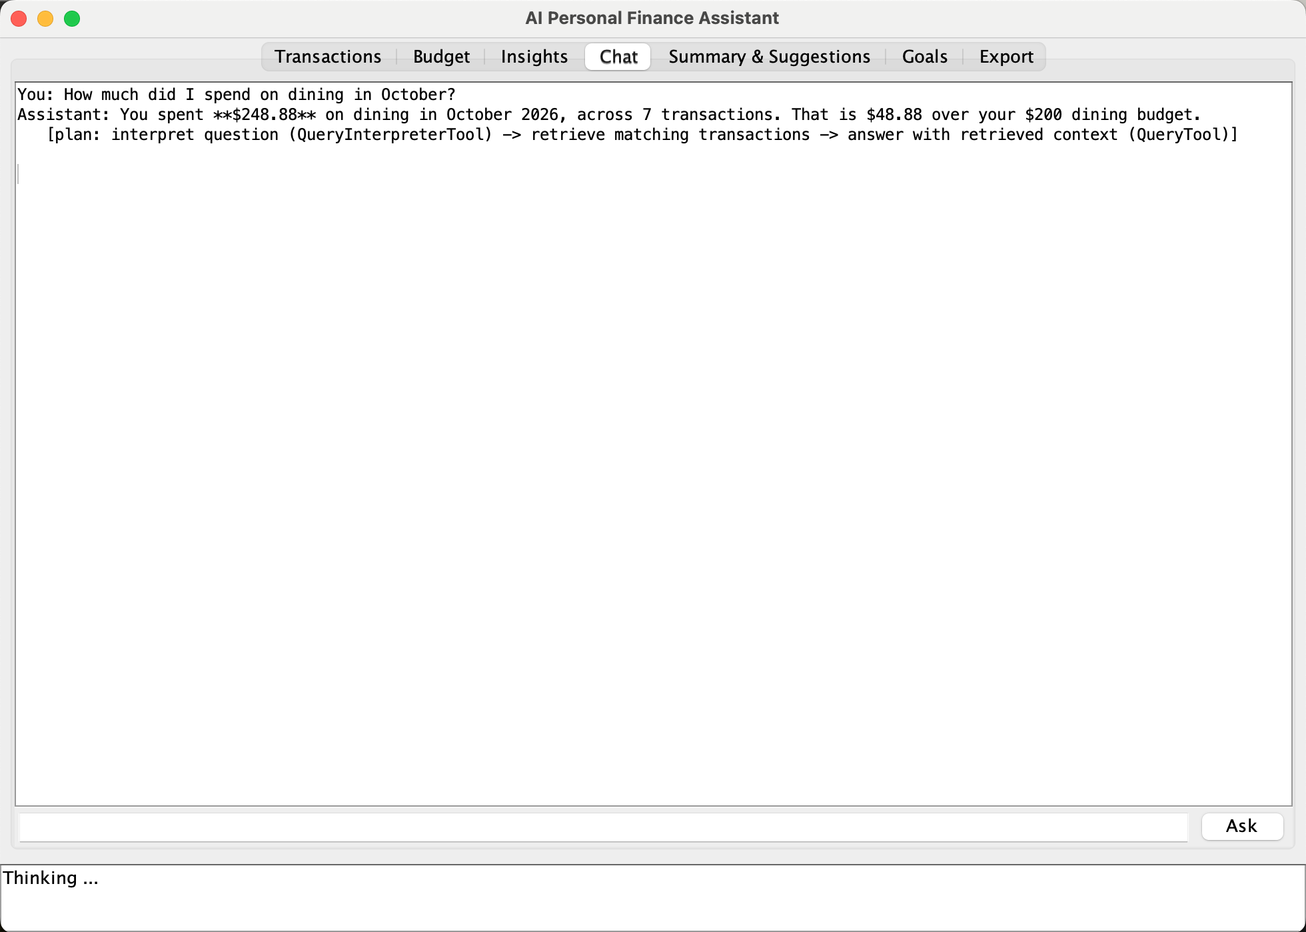 AI Personal Finance Assistant
Transactions Budget Insights Chat Summary & Suggestions Goals Export
You: How much did I spend on dining in October?
Assistant: You spent **$248.88** on dining in October 2026, across 7 transactions. That is $48.88 over your $200 dining budget.
[plan: interpret question (QueryInterpreterTool) -> retrieve matching transactions -> answer with retrieved context (QueryTool)]
Ask
Thinking ...